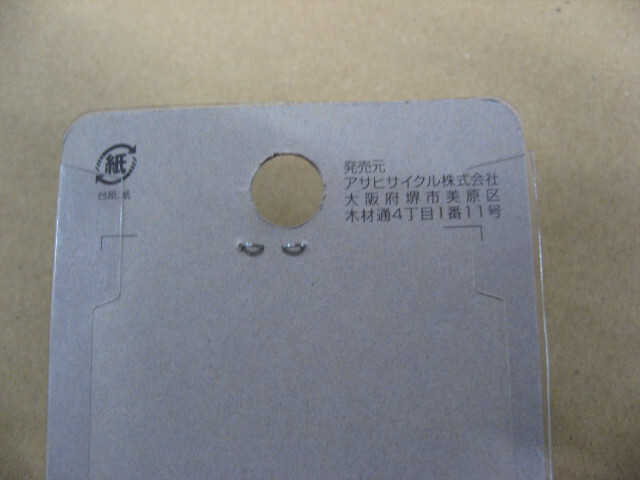 紙
台紙:紙
発売元
アサヒサイクル株式会社
大阪府堺市美原区
木材通4丁目1番11号